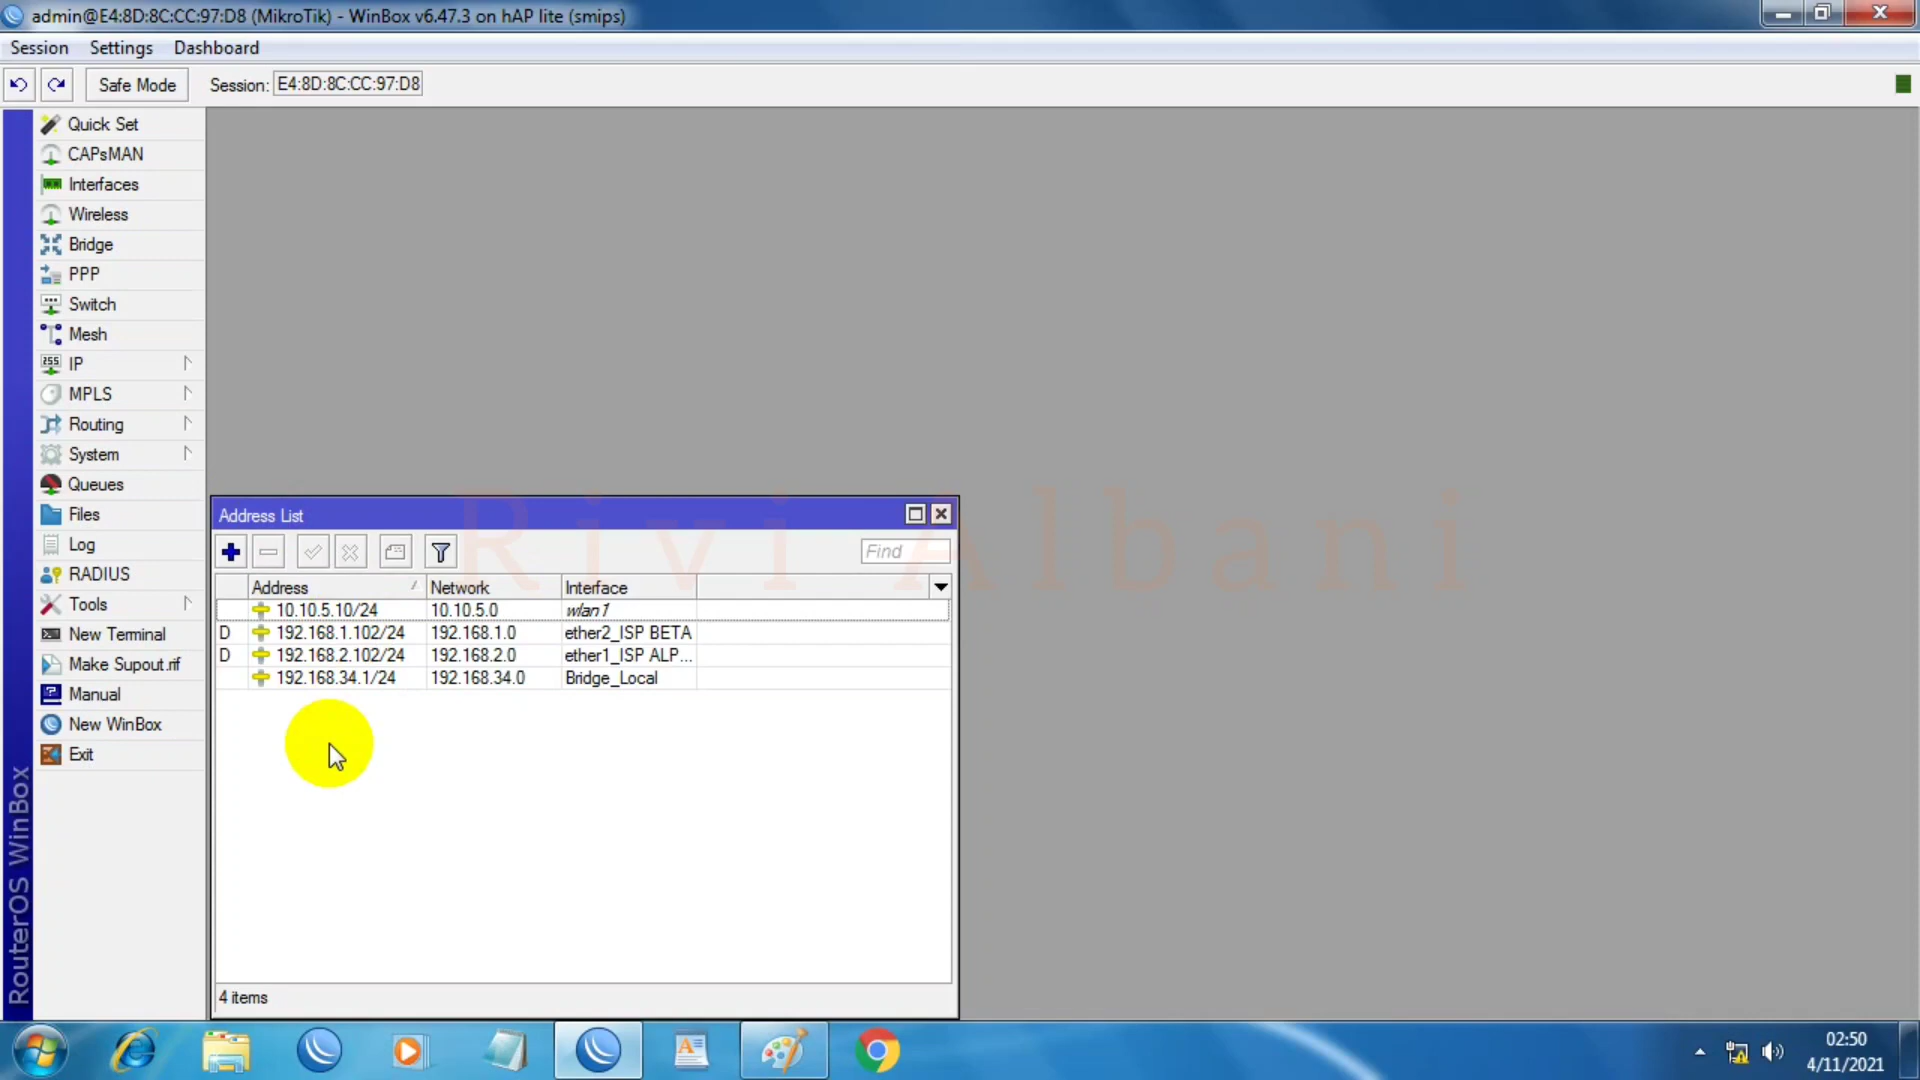 admin@E4:8D:8C:CC:97:D8 (MikroTik) - WinBox v6.47.3 on hAP lite (smips)
Session Settings Dashboard
Safe Mode Session: E4:8D:8C:CC:97:D8
Quick Set
CAPsMAN
Interfaces
Wireless
Bridge
PPP
Switch
Mesh
IP
MPLS
Routing
System
Queues
Files
Log
RADIUS
Tools
New Terminal
Make Supout.rif
Manual
New WinBox
Exit
RouterOS WinBox
Rivi Albani
Address List
Find
Address Network Interface
10.10.5.10/24 10.10.5.0 wlan1
D 192.168.1.102/24 192.168.1.0 ether2_ISP BETA
D 192.168.2.102/24 192.168.2.0 ether1_ISP ALP...
192.168.34.1/24 192.168.34.0 Bridge_Local
4 items
02:50
4/11/2021